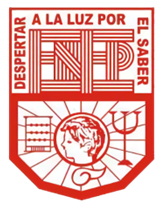 DESPERTAR
A LA LUZ POR
EL SABER
ENP